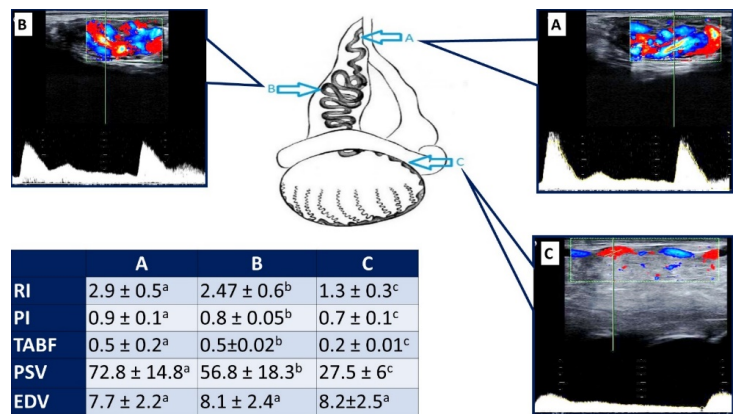 B
A
A
B
C
C
A B C
RI 2.9 ± 0.5ᵃ 2.47 ± 0.6ᵇ 1.3 ± 0.3ᶜ
PI 0.9 ± 0.1ᵃ 0.8 ± 0.05ᵇ 0.7 ± 0.1ᶜ
TABF 0.5 ± 0.2ᵃ 0.5±0.02ᵇ 0.2 ± 0.01ᶜ
PSV 72.8 ± 14.8ᵃ 56.8 ± 18.3ᵇ 27.5 ± 6ᶜ
EDV 7.7 ± 2.2ᵃ 8.1 ± 2.4ᵃ 8.2±2.5ᵃ